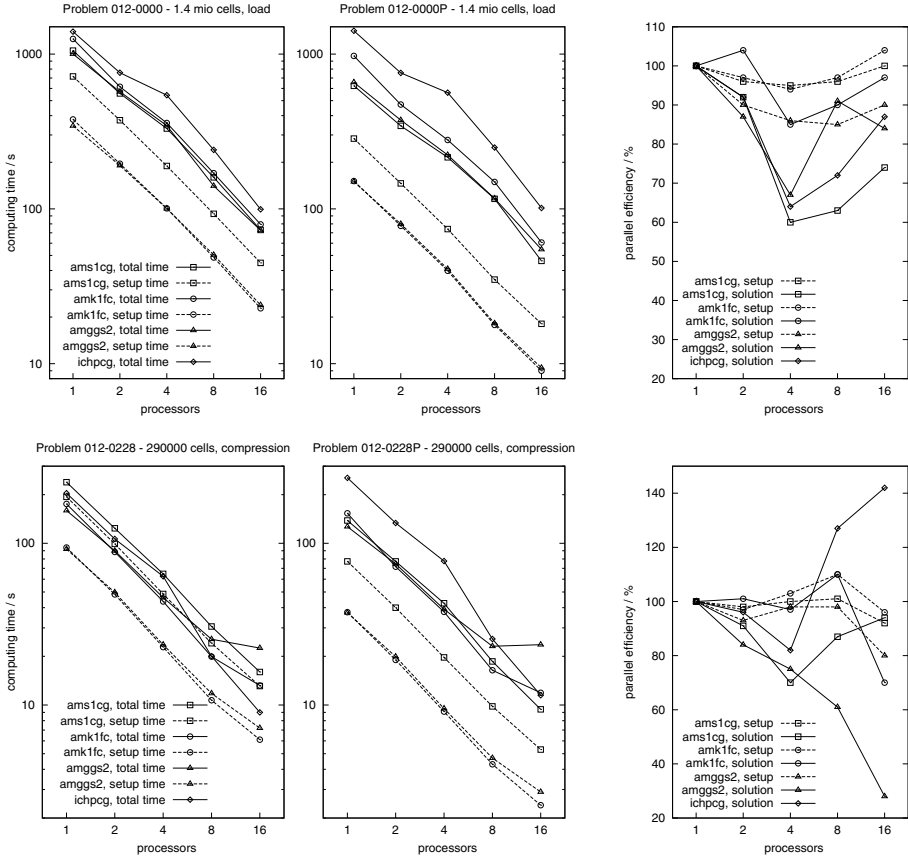 Problem 012-0000 - 1.4 mio cells, load
computing time / s
1000
100
10
ams1cg, total time
ams1cg, setup time
amk1fc, total time
amk1fc, setup time
amggs2, total time
amggs2, setup time
ichpcg, total time
1 2 4 8 16
processors
Problem 012-0000P - 1.4 mio cells, load
1000
100
10
1 2 4 8 16
processors
parallel efficiency / %
110
100
90
80
70
60
50
40
30
20
ams1cg, setup
ams1cg, solution
amk1fc, setup
amk1fc, solution
amggs2, setup
amggs2, solution
ichpcg, solution
1 2 4 8 16
processors
Problem 012-0228 - 290000 cells, compression
computing time / s
100
10
ams1cg, total time
ams1cg, setup time
amk1fc, total time
amk1fc, setup time
amggs2, total time
amggs2, setup time
ichpcg, total time
1 2 4 8 16
processors
Problem 012-0228P - 290000 cells, compression
100
10
1 2 4 8 16
processors
parallel efficiency / %
140
120
100
80
60
40
20
ams1cg, setup
ams1cg, solution
amk1fc, setup
amk1fc, solution
amggs2, setup
amggs2, solution
ichpcg, solution
1 2 4 8 16
processors